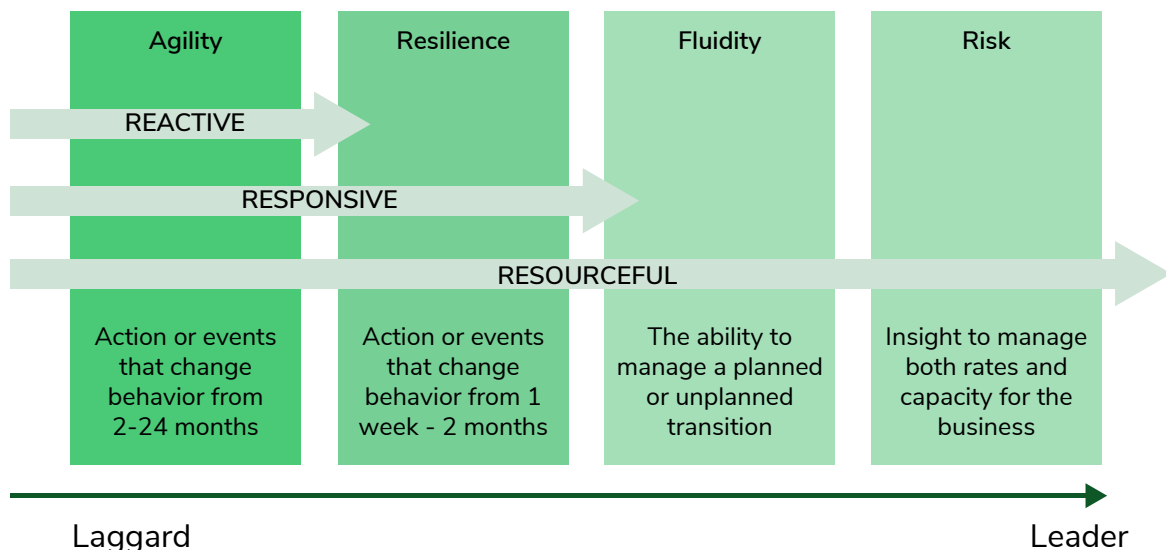 Agility
Resilience
Fluidity
Risk
REACTIVE
RESPONSIVE
RESOURCEFUL
Action or events
that change
behavior from
2-24 months
Action or events
that change
behavior from 1
week - 2 months
The ability to
manage a planned
or unplanned
transition
Insight to manage
both rates and
capacity for the
business
Laggard
Leader